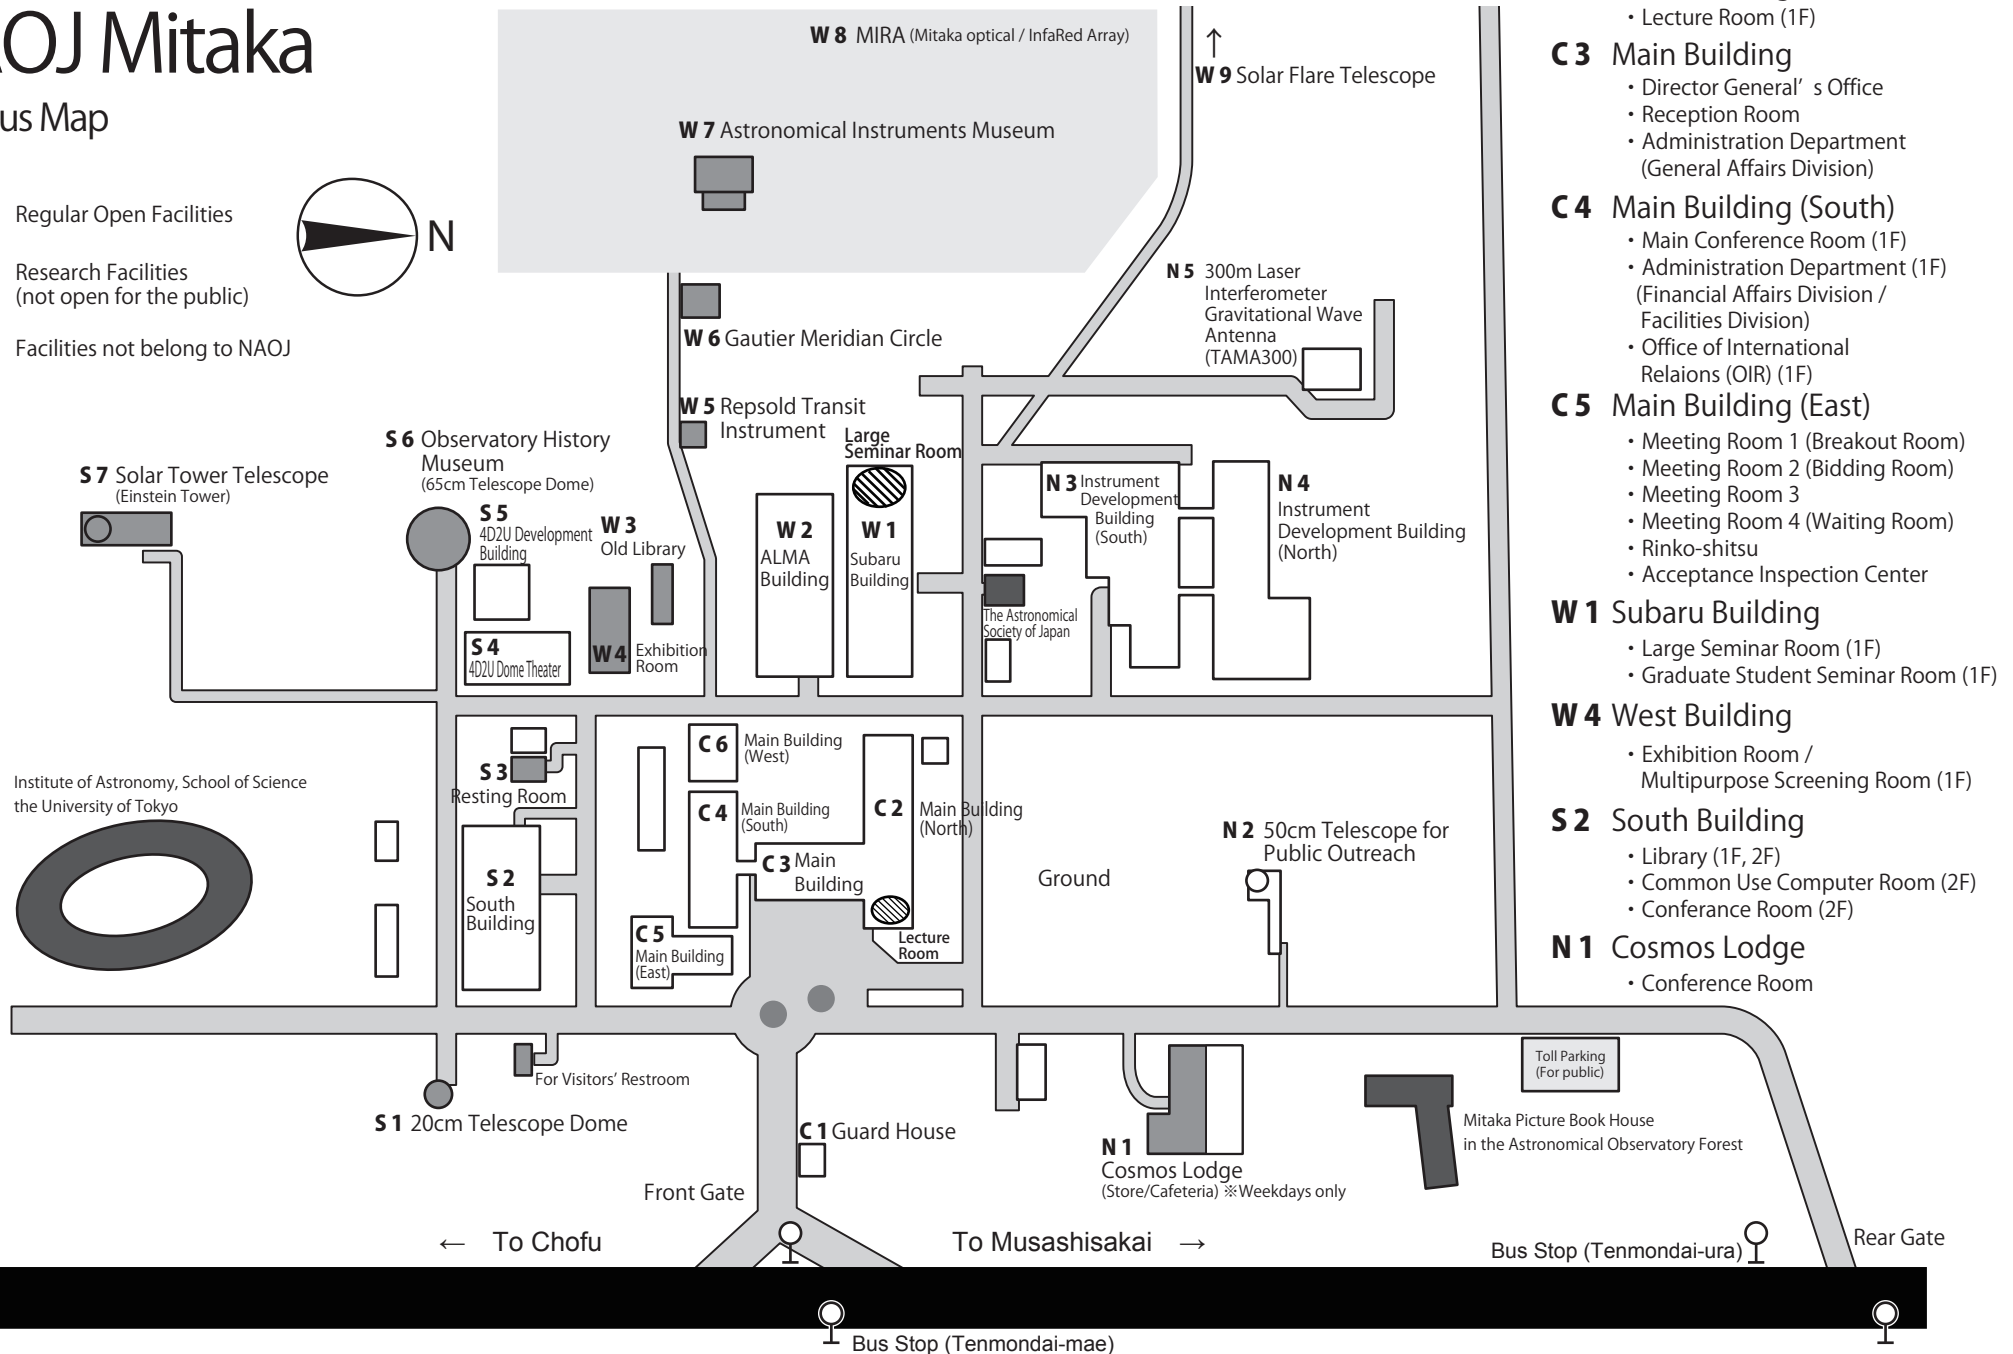 OJ Mitaka
us Map
Regular Open Facilities
Research Facilities
(not open for the public)
Facilities not belong to NAOJ
N
W 8 MIRA (Mitaka optical / InfaRed Array)
↑
W 9 Solar Flare Telescope
W 7 Astronomical Instruments Museum
W 6 Gautier Meridian Circle
N 5 300m Laser
Interferometer
Gravitational Wave
Antenna
(TAMA300)
W 5 Repsold Transit
Instrument
Large
Seminar Room
S 6 Observatory History
Museum
(65cm Telescope Dome)
S 7 Solar Tower Telescope
(Einstein Tower)
S 5
4D2U Development
Building
W 3
Old Library
W 2
ALMA
Building
W 1
Subaru
Building
N 3 Instrument
Development
Building
(South)
N 4
Instrument
Development Building
(North)
The Astronomical
Society of Japan
S 4
4D2U Dome Theater
W 4 Exhibition
Room
S 3
Resting Room
C 6 Main Building
(West)
C 4 Main Building
(South)
C 2 Main Building
(North)
C 3 Main
Building
Institute of Astronomy, School of Science
the University of Tokyo
S 2
South
Building
C 5
Main Building
(East)
Lecture
Room
Ground
N 2 50cm Telescope for
Public Outreach
For Visitors’ Restroom
S 1 20cm Telescope Dome
C 1 Guard House
Front Gate
N 1
Cosmos Lodge
(Store/Cafeteria) ※Weekdays only
Toll Parking
(For public)
Mitaka Picture Book House
in the Astronomical Observatory Forest
← To Chofu
To Musashisakai →
Bus Stop (Tenmondai-ura)
Rear Gate
Bus Stop (Tenmondai-mae)
・Lecture Room (1F)
C 3 Main Building
・Director General’ s Office
・Reception Room
・Administration Department
(General Affairs Division)
C 4 Main Building (South)
・Main Conference Room (1F)
・Administration Department (1F)
(Financial Affairs Division /
Facilities Division)
・Office of International
Relaions (OIR) (1F)
C 5 Main Building (East)
・Meeting Room 1 (Breakout Room)
・Meeting Room 2 (Bidding Room)
・Meeting Room 3
・Meeting Room 4 (Waiting Room)
・Rinko-shitsu
・Acceptance Inspection Center
W 1 Subaru Building
・Large Seminar Room (1F)
・Graduate Student Seminar Room (1F)
W 4 West Building
・Exhibition Room /
Multipurpose Screening Room (1F)
S 2 South Building
・Library (1F, 2F)
・Common Use Computer Room (2F)
・Conferance Room (2F)
N 1 Cosmos Lodge
・Conference Room